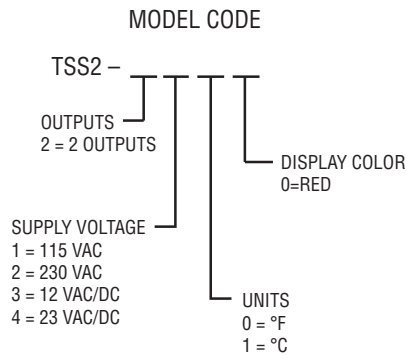 MODEL CODE
TSS2 –
OUTPUTS
2 = 2 OUTPUTS
DISPLAY COLOR
0=RED
SUPPLY VOLTAGE
1 = 115 VAC
2 = 230 VAC
3 = 12 VAC/DC
4 = 23 VAC/DC
UNITS
0 = °F
1 = °C